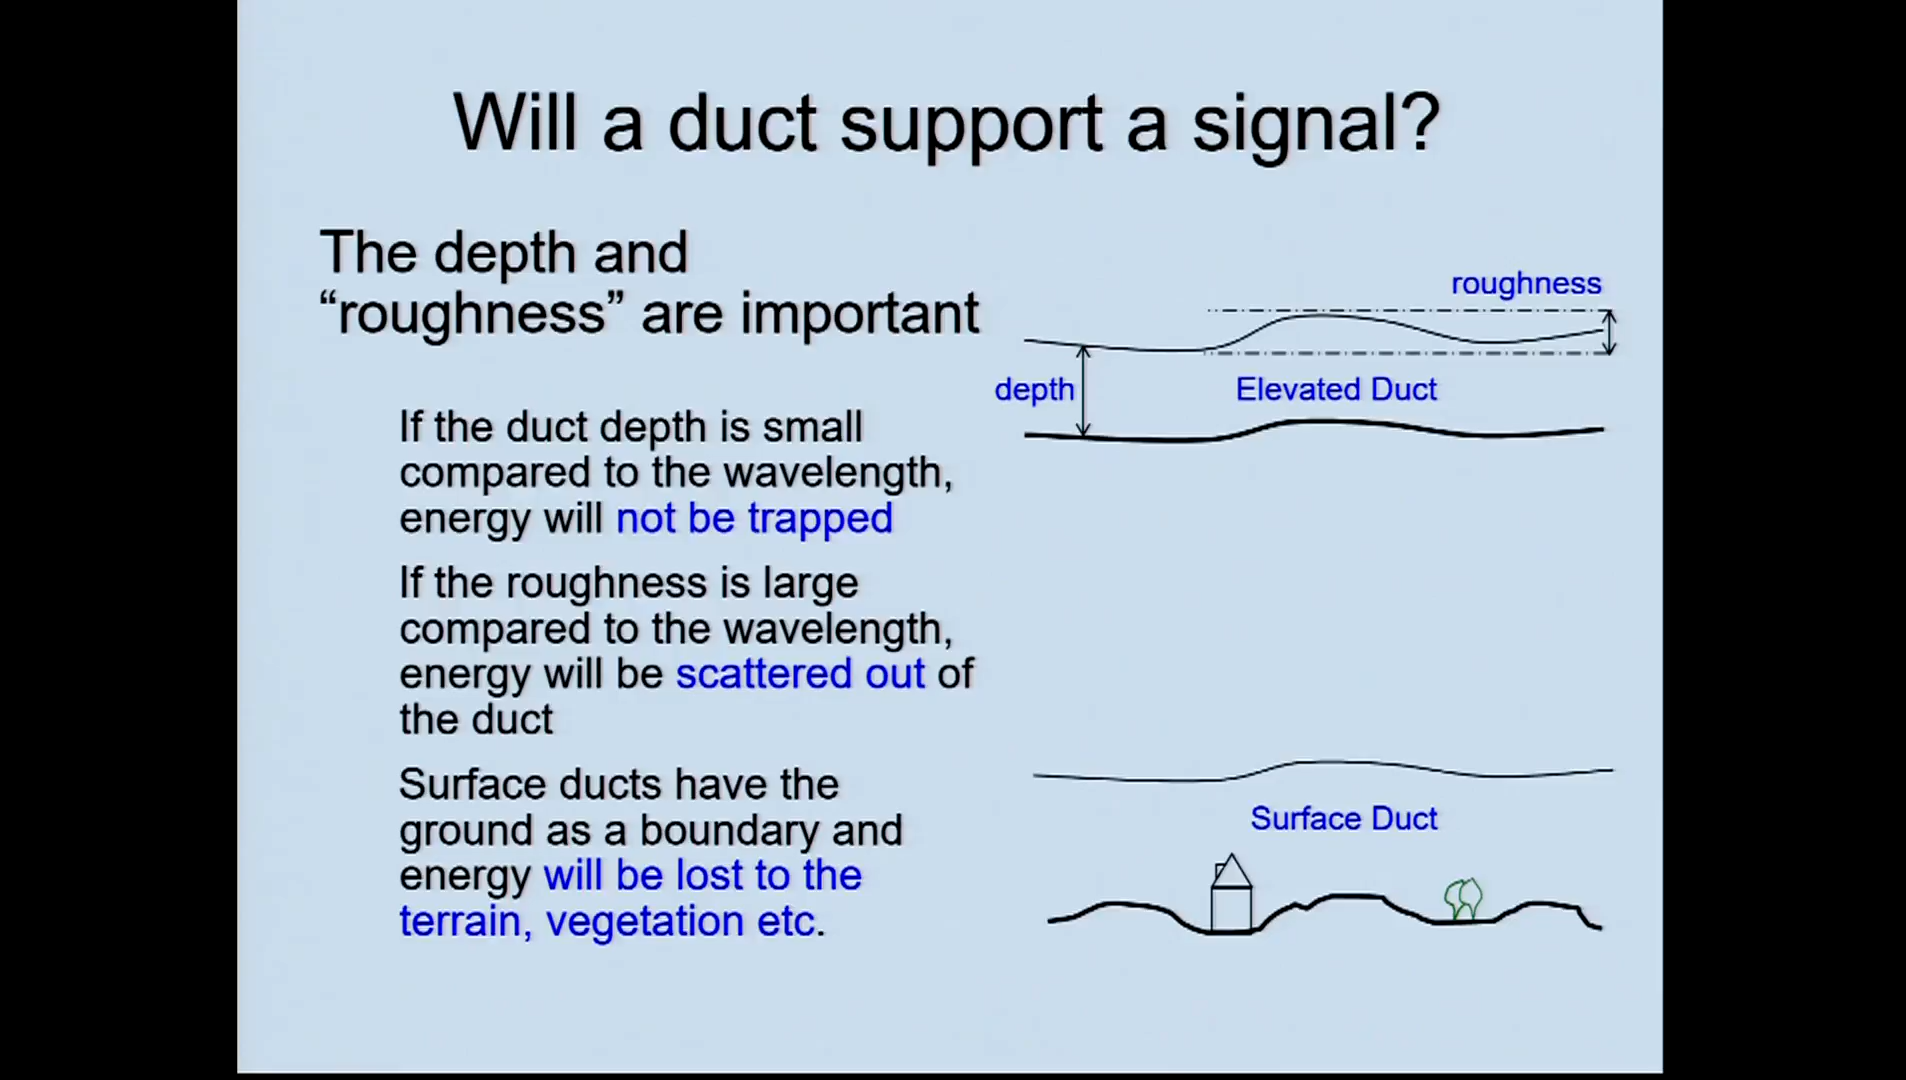 Will a duct support a signal?
The depth and
“roughness” are important
If the duct depth is small
compared to the wavelength,
energy will not be trapped
If the roughness is large
compared to the wavelength,
energy will be scattered out of
the duct
Surface ducts have the
ground as a boundary and
energy will be lost to the
terrain, vegetation etc.
roughness
depth
Elevated Duct
Surface Duct